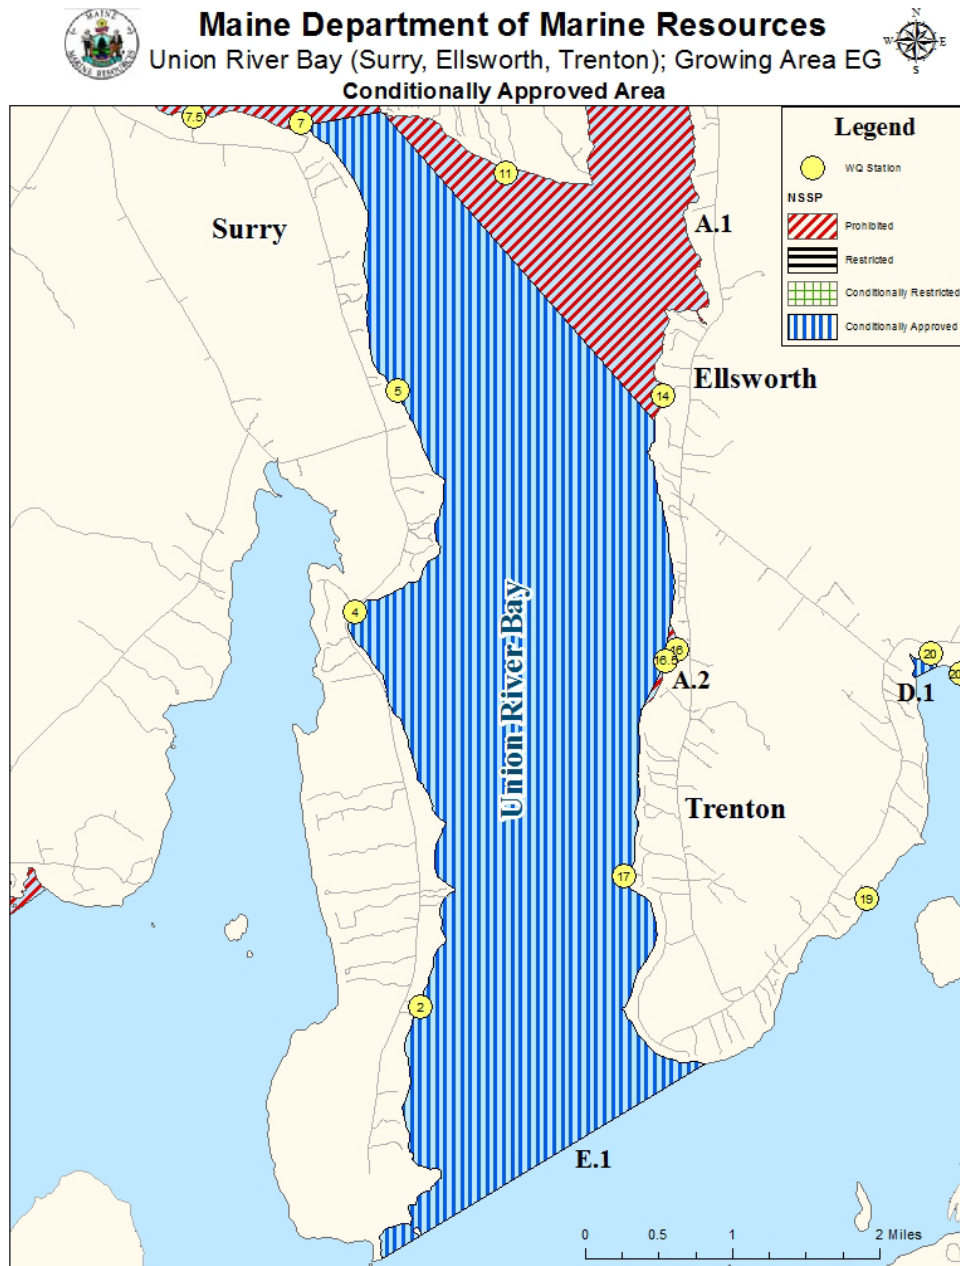 Maine Department of Marine Resources
Union River Bay (Surry, Ellsworth, Trenton); Growing Area EG
Conditionally Approved Area
MAINE
MARINE RESOURCES
N
W
E
S
Legend
WQ Station
NSSP
Prohibited
Restricted
Conditionally Restricted
Conditionally Approved
7.5
7
11
A.1
Surry
Ellsworth
5
14
4
Union River Bay
16
16.5
A.2
20
D.1
Trenton
17
19
2
E.1
0 0.5 1 2 Miles